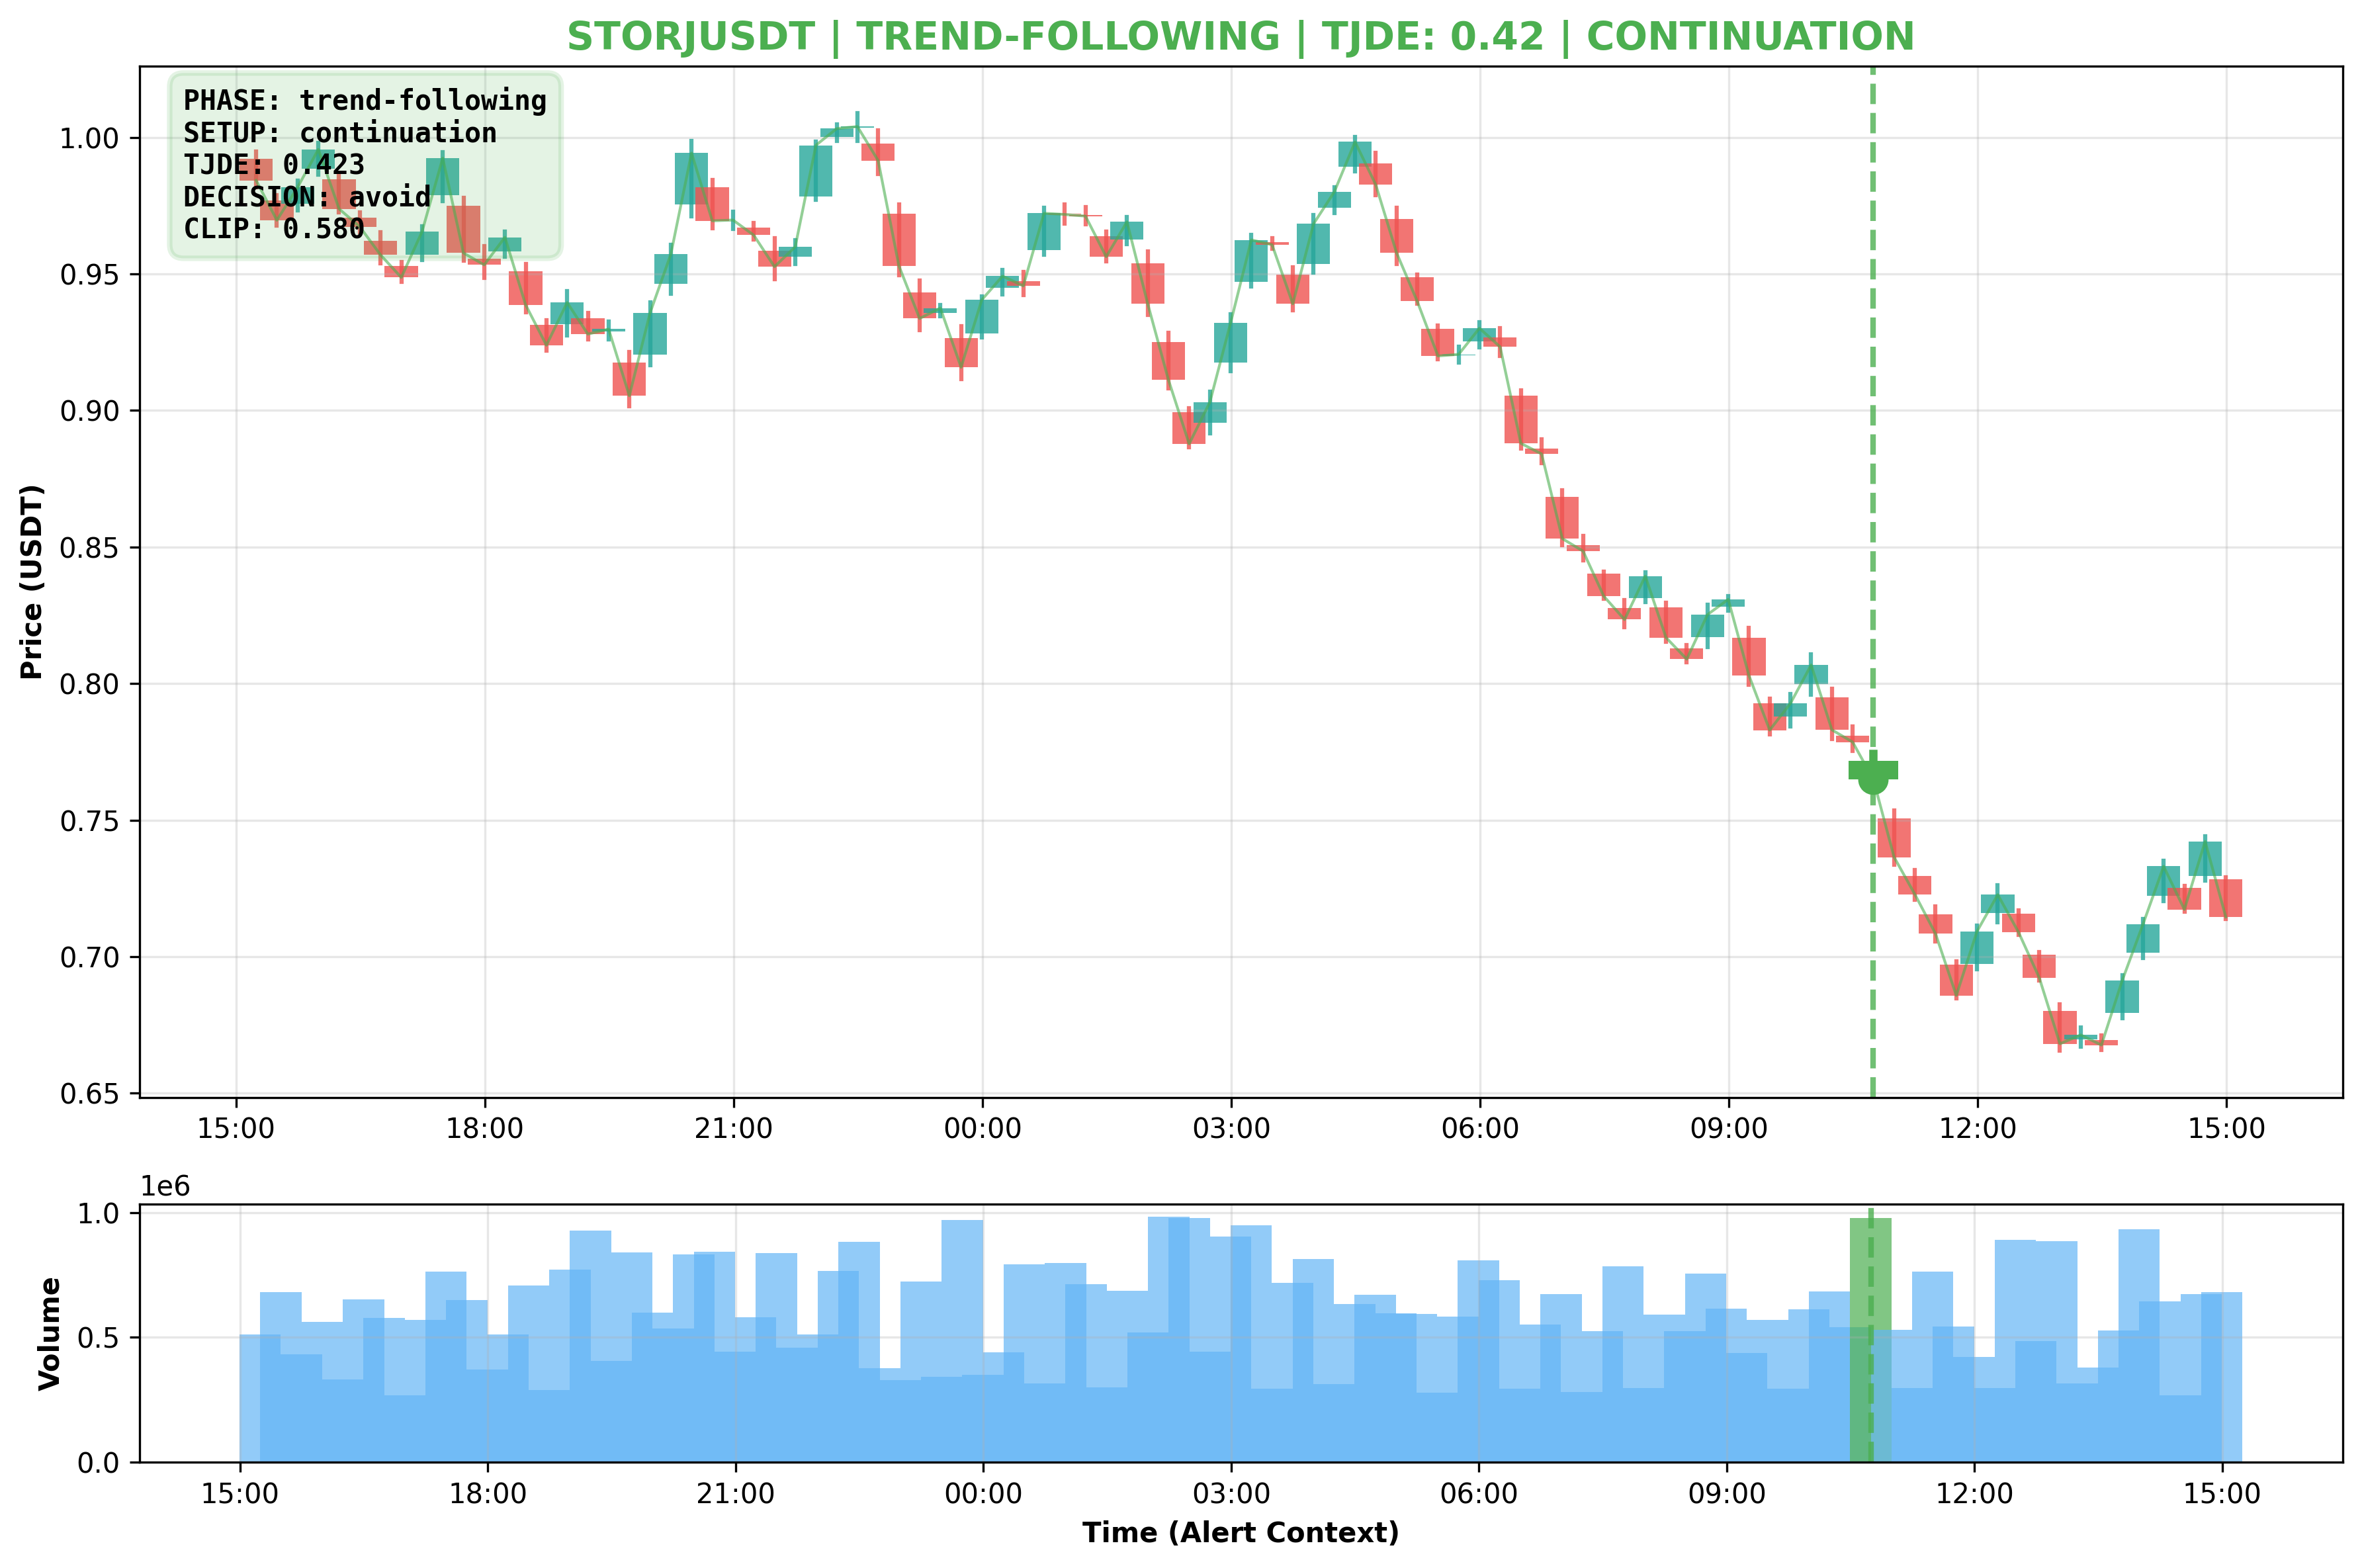 STORJUSDT | TREND-FOLLOWING | TJDE: 0.42 | CONTINUATION
PHASE: trend-following
SETUP: continuation
TJDE: 0.423
DECISION: avoid
CLIP: 0.580
Price (USDT)
1.00
0.95
0.90
0.85
0.80
0.75
0.70
0.65
15:00 18:00 21:00 00:00 03:00 06:00 09:00 12:00 15:00
1e6
Volume
1.0
0.5
0.0
15:00 18:00 21:00 00:00 03:00 06:00 09:00 12:00 15:00
Time (Alert Context)